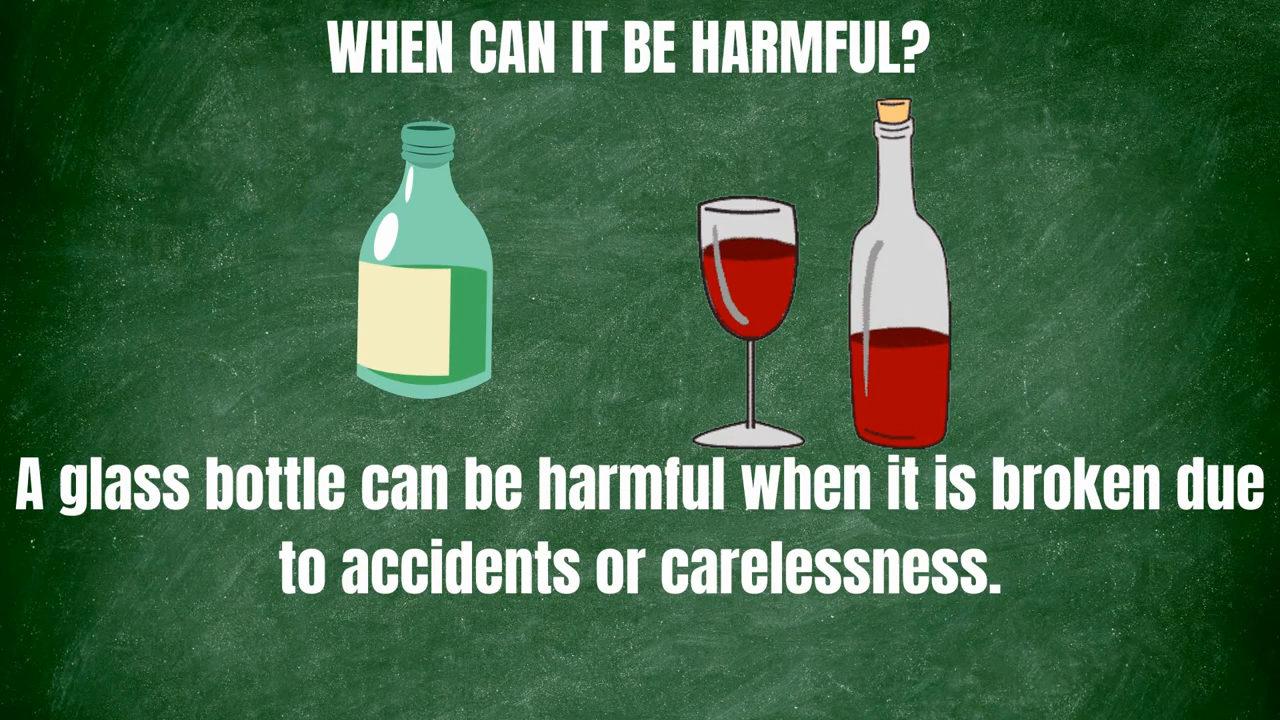 WHEN CAN IT BE HARMFUL?
A glass bottle can be harmful when it is broken due
to accidents or carelessness.